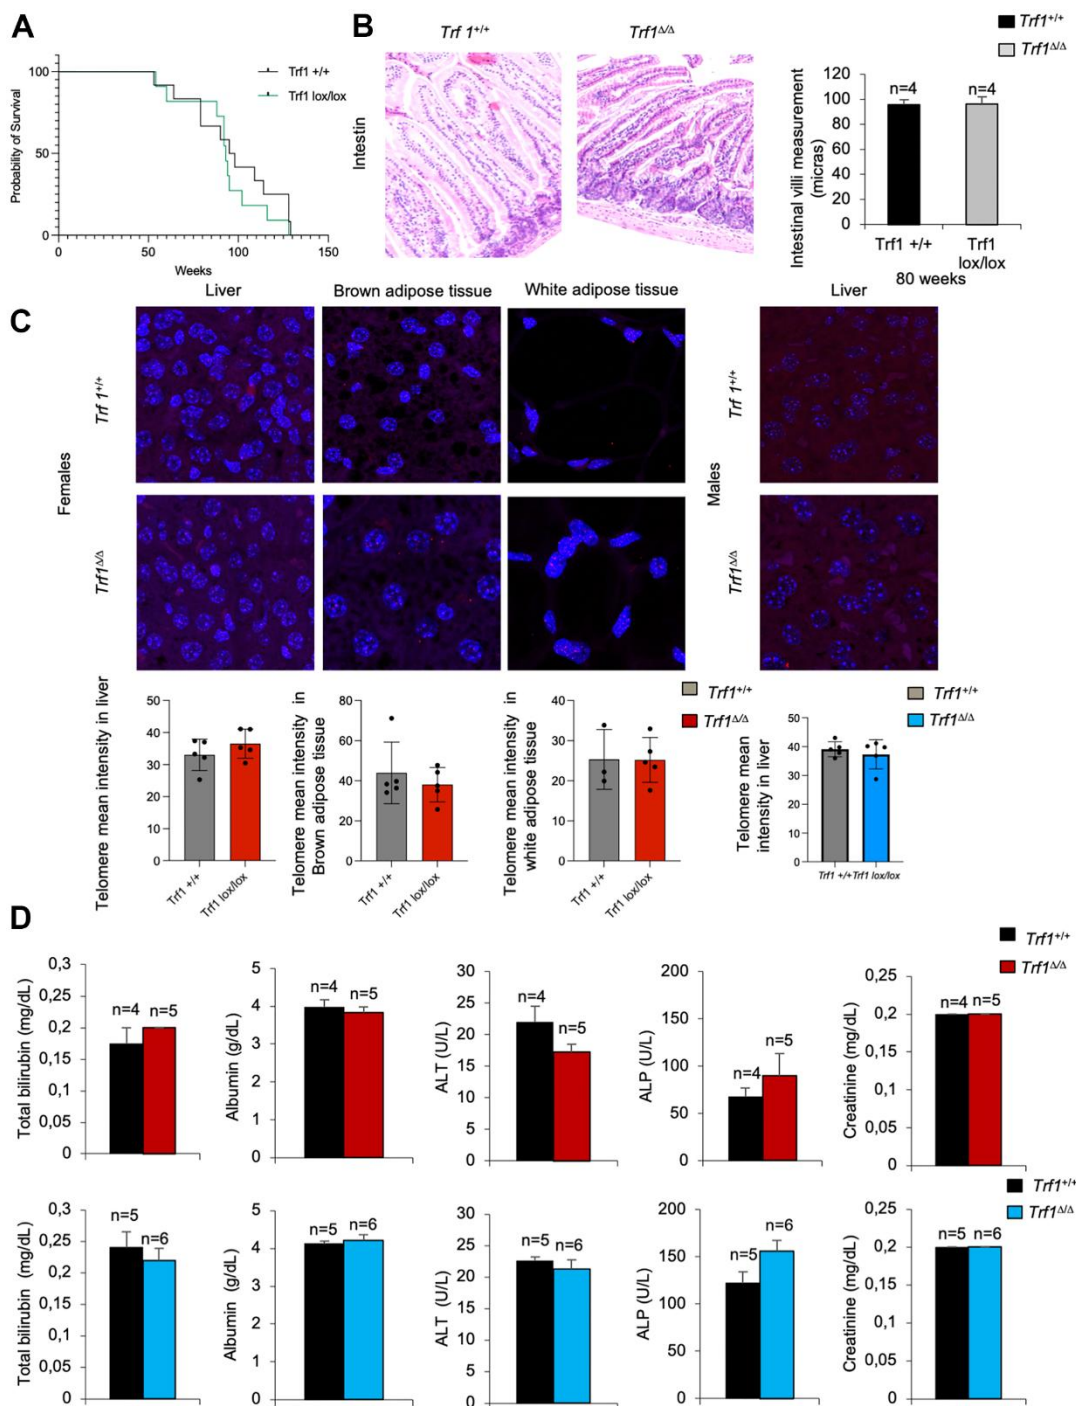 A
Probability of Survival
100
50
0
0
50
100
150
Weeks
Trf1 +/+
Trf1 lox/lox
B
Trf 1+/+
Trf1Δ/Δ
Intestin
Trf1+/+
Trf1Δ/Δ
Intestinal villi measurement
(micras)
120
100
80
60
40
20
0
n=4
n=4
Trf1 +/+
Trf1
lox/lox
80 weeks
C
Liver
Brown adipose tissue
White adipose tissue
Liver
Females
Trf 1+/+
Trf1Δ/Δ
Males
Trf 1+/+
Trf1Δ/Δ
Telomere mean intensity in liver
50
40
30
20
10
0
Trf1 +/+
Trf1 lox/lox
Telomere mean intensity in
Brown adipose tissue
80
60
40
20
0
Trf1 +/+
Trf1 lox/lox
Telomere mean intensity in
white adipose tissue
40
30
20
10
0
Trf1 +/+
Trf1 lox/lox
Trf1+/+
Trf1Δ/Δ
Telomere mean
intensity in liver
50
40
30
20
10
0
Trf1 +/+
Trf1 lox/lox
Trf1+/+
Trf1Δ/Δ
D
Trf1+/+
Trf1Δ/Δ
Total bilirubin (mg/dL)
0,3
0,25
0,2
0,15
0,1
0,05
0
n=4
n=5
Albumin (g/dL)
5
4
3
2
1
0
n=4
n=5
ALT (U/L)
30
25
20
15
10
5
0
n=4
n=5
ALP (U/L)
200
150
100
50
0
n=4
n=5
Creatinine (mg/dL)
0,25
0,2
0,15
0,1
0,05
0
n=4
n=5
Trf1+/+
Trf1Δ/Δ
Total bilirubin (mg/dL)
0,3
0,25
0,2
0,15
0,1
0,05
0
n=5
n=6
Albumin (g/dL)
5
4
3
2
1
0
n=5
n=6
ALT (U/L)
30
25
20
15
10
5
0
n=5
n=6
ALP (U/L)
200
150
100
50
0
n=5
n=6
Creatinine (mg/dL)
0,25
0,2
0,15
0,1
0,05
0
n=5
n=6